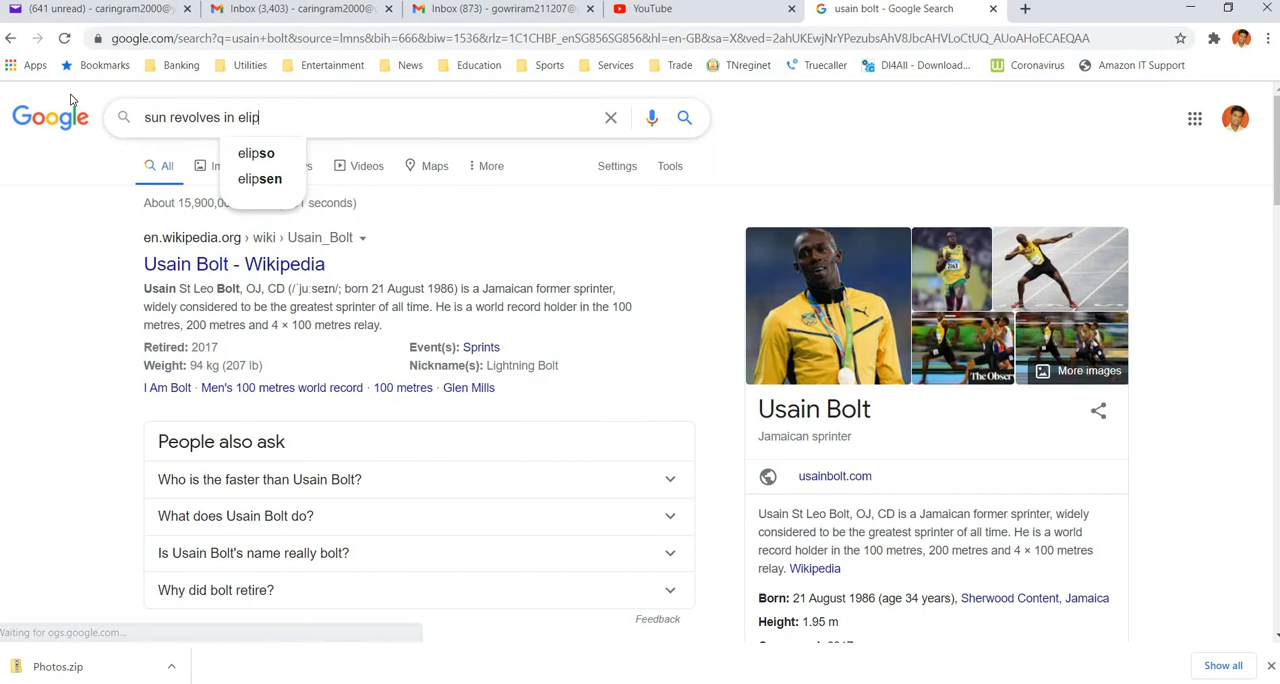 (641 unread) - caringram2000@
Inbox (3,403) - caringram2000@
Inbox (873) - gowriram211207@
YouTube
usain bolt - Google Search
google.com/search?q=usain+bolt&source=lmns&bih=666&biw=1536&rlz=1C1CHBF_enSG856SG856&hl=en-GB&sa=X&ved=2ahUKEwjNrYPezubsAhV8JbcAHVLoCtUQ_AUoAHoECAEQAA
Apps Bookmarks Banking Utilities Entertainment News Education Sports Services Trade TNreginet Truecaller DI4All - Download... Coronavirus Amazon IT Support
Google
sun revolves in elip
elipso
elipsen
All Videos Maps More Settings Tools
About 15,900,0 seconds)
en.wikipedia.org › wiki › Usain_Bolt
Usain Bolt - Wikipedia
Usain St Leo Bolt, OJ, CD (/ˈjuːseɪn/; born 21 August 1986) is a Jamaican former sprinter,
widely considered to be the greatest sprinter of all time. He is a world record holder in the 100
metres, 200 metres and 4 × 100 metres relay.
Retired: 2017 Event(s): Sprints
Weight: 94 kg (207 lb) Nickname(s): Lightning Bolt
I Am Bolt · Men's 100 metres world record · 100 metres · Glen Mills
People also ask
Who is the faster than Usain Bolt?
What does Usain Bolt do?
Is Usain Bolt's name really bolt?
Why did bolt retire?
Feedback
The Observer
More images
Usain Bolt
Jamaican sprinter
usainbolt.com
Usain St Leo Bolt, OJ, CD is a Jamaican former sprinter, widely
considered to be the greatest sprinter of all time. He is a world
record holder in the 100 metres, 200 metres and 4 × 100 metres
relay. Wikipedia
Born: 21 August 1986 (age 34 years), Sherwood Content, Jamaica
Height: 1.95 m
Waiting for ogs.google.com...
Photos.zip
Show all